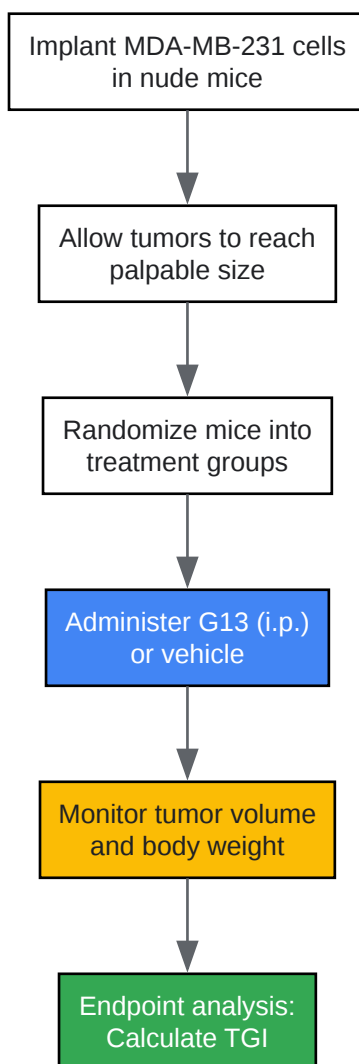 Implant MDA-MB-231 cells
in nude mice
Allow tumors to reach
palpable size
Randomize mice into
treatment groups
Administer G13 (i.p.)
or vehicle
Monitor tumor volume
and body weight
Endpoint analysis:
Calculate TGI